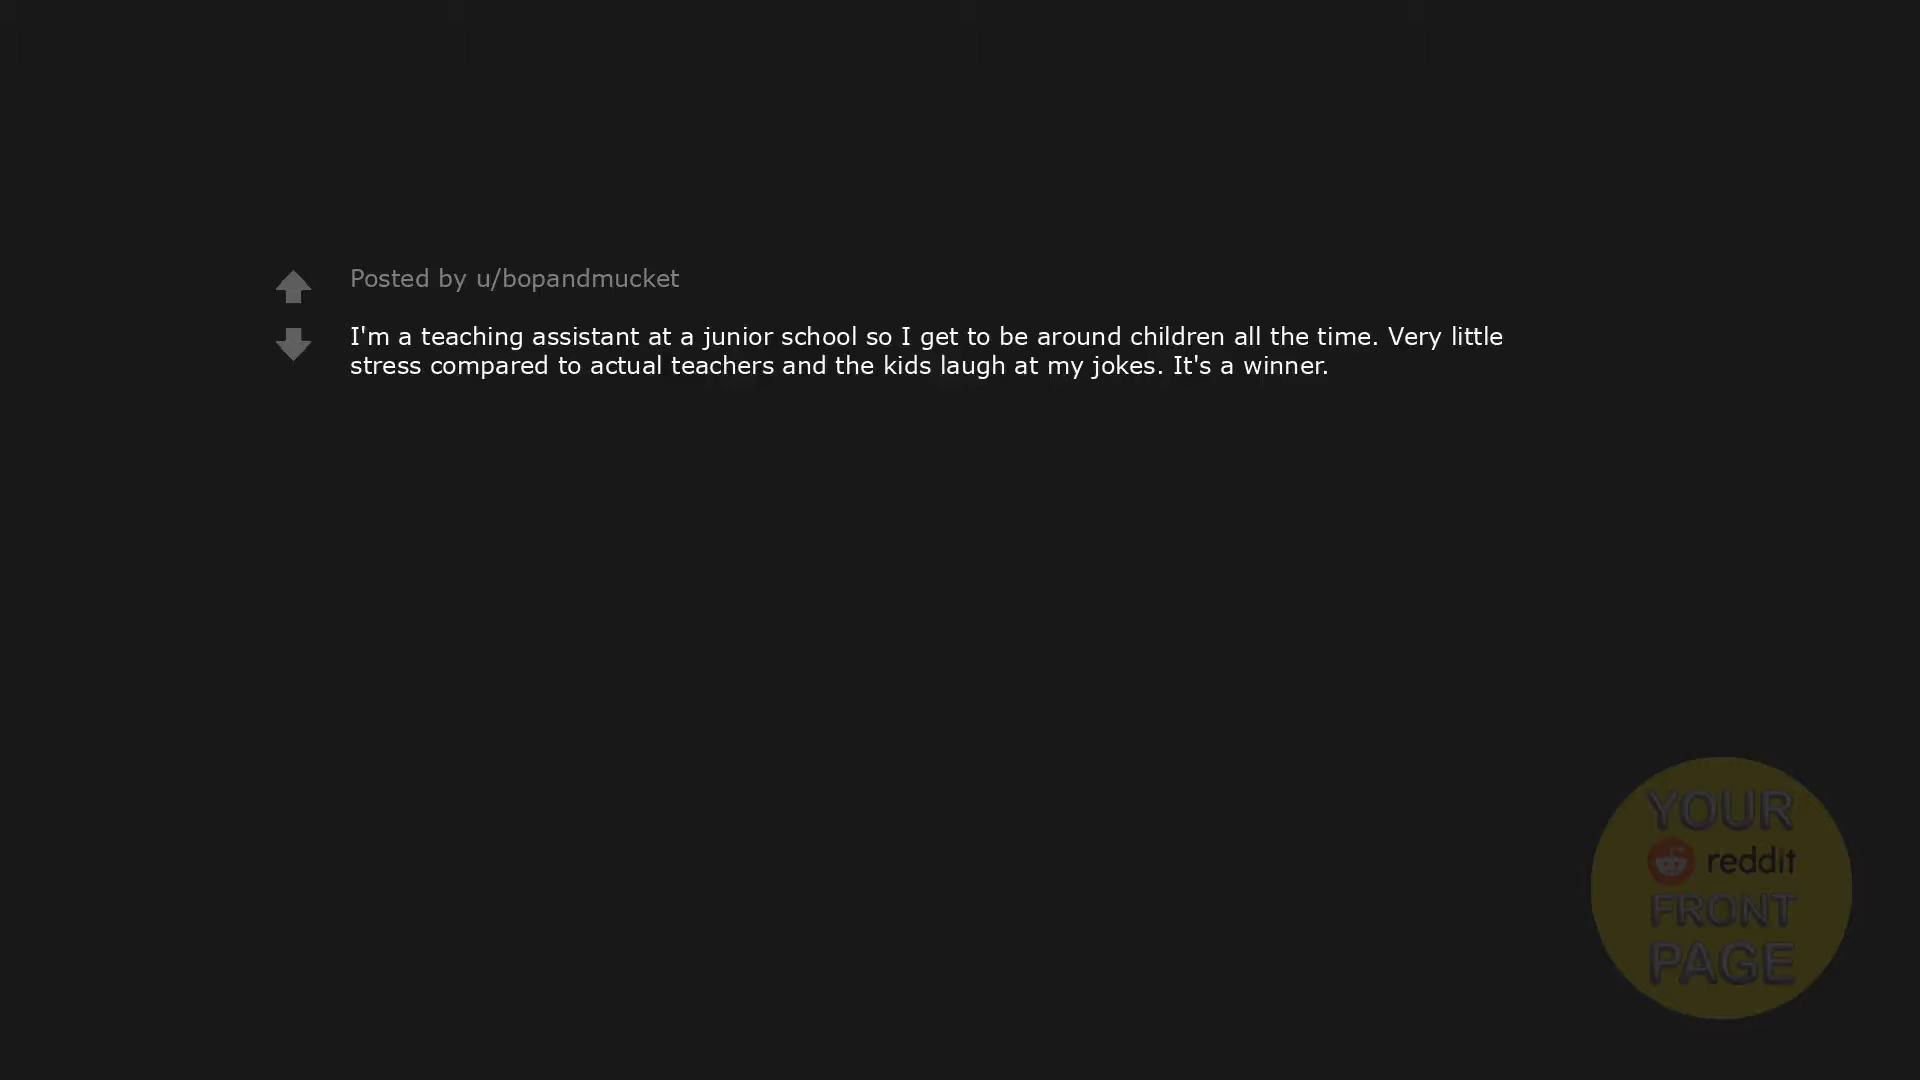 Posted by u/bopandmucket
I'm a teaching assistant at a junior school so I get to be around children all the time. Very little
stress compared to actual teachers and the kids laugh at my jokes. It's a winner.
YOUR
reddit
FRONT
PAGE